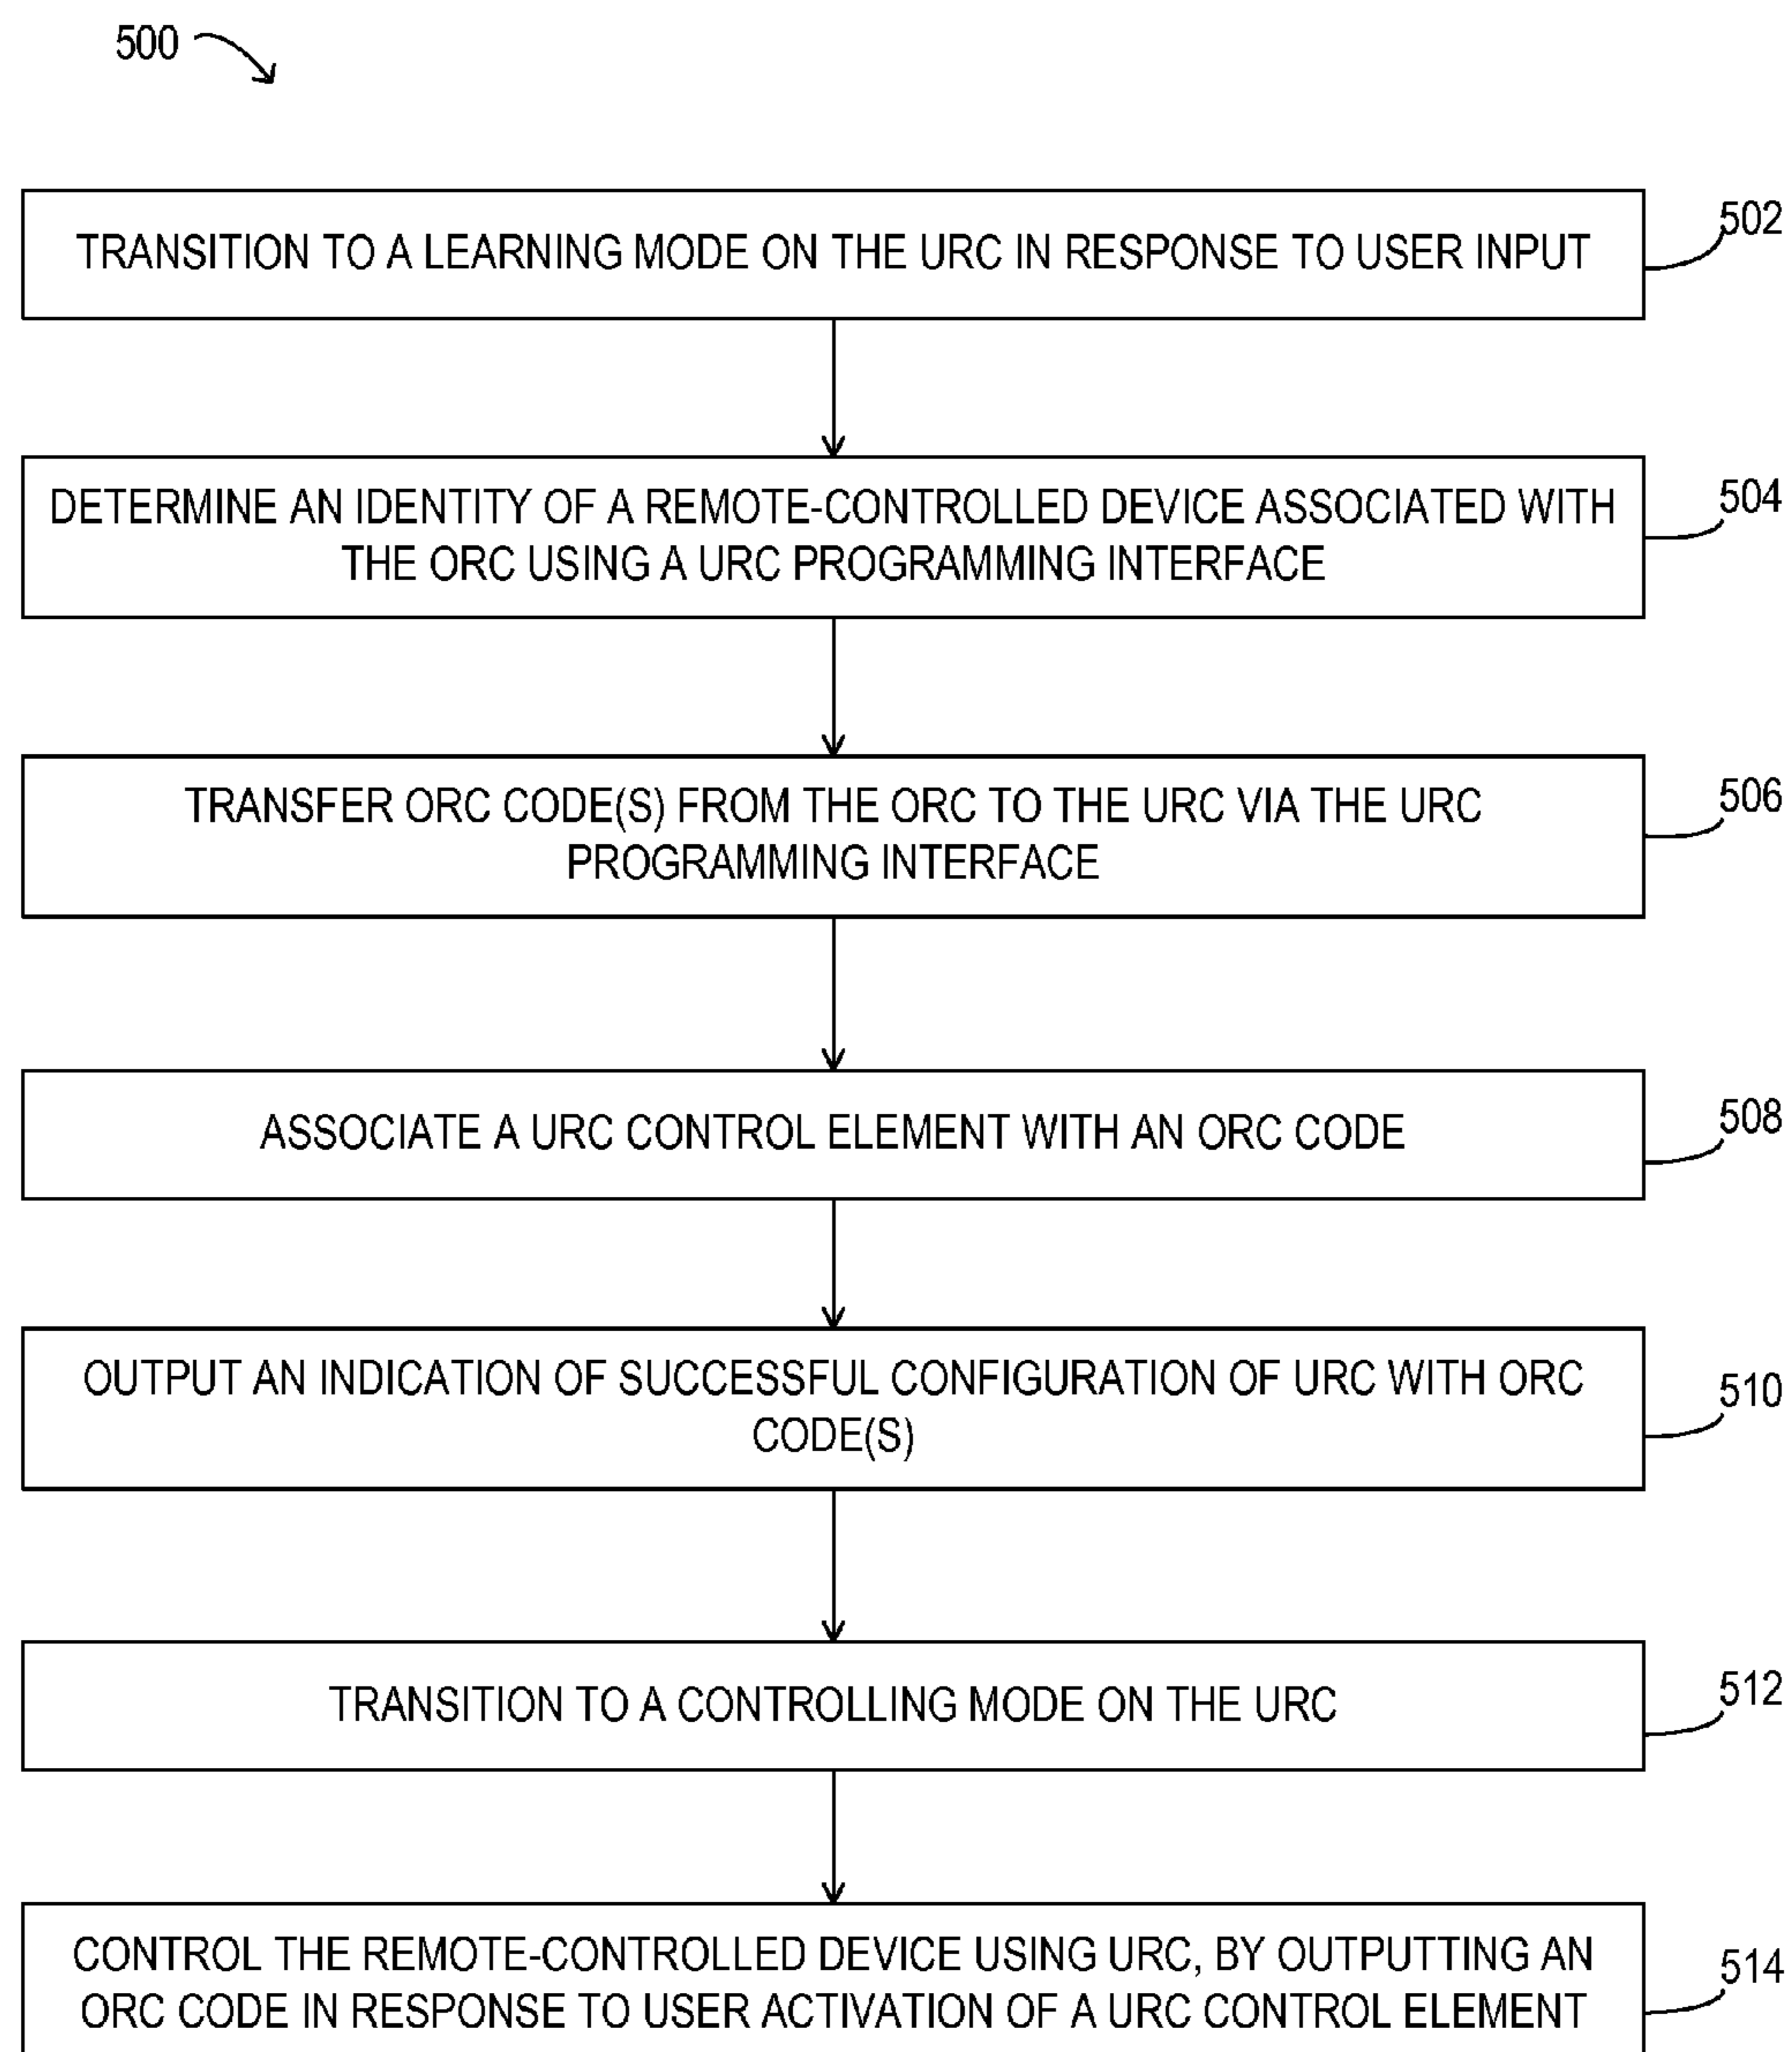 500
TRANSITION TO A LEARNING MODE ON THE URC IN RESPONSE TO USER INPUT
502
DETERMINE AN IDENTITY OF A REMOTE-CONTROLLED DEVICE ASSOCIATED WITH
THE ORC USING A URC PROGRAMMING INTERFACE
504
TRANSFER ORC CODE(S) FROM THE ORC TO THE URC VIA THE URC
PROGRAMMING INTERFACE
506
ASSOCIATE A URC CONTROL ELEMENT WITH AN ORC CODE
508
OUTPUT AN INDICATION OF SUCCESSFUL CONFIGURATION OF URC WITH ORC
CODE(S)
510
TRANSITION TO A CONTROLLING MODE ON THE URC
512
CONTROL THE REMOTE-CONTROLLED DEVICE USING URC, BY OUTPUTTING AN
ORC CODE IN RESPONSE TO USER ACTIVATION OF A URC CONTROL ELEMENT
514